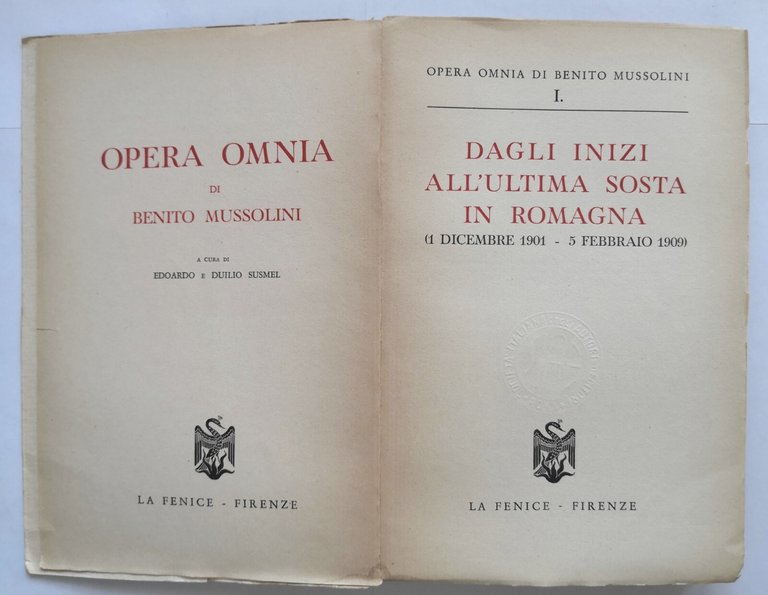 OPERA OMNIA
DI
BENITO MUSSOLINI
A CURA DI
EDOARDO E DUILIO SUSMEL
LA FENICE - FIRENZE
OPERA OMNIA DI BENITO MUSSOLINI
I.
DAGLI INIZI
ALL'ULTIMA SOSTA
IN ROMAGNA
(1 DICEMBRE 1901 - 5 FEBBRAIO 1909)
LA FENICE - FIRENZE